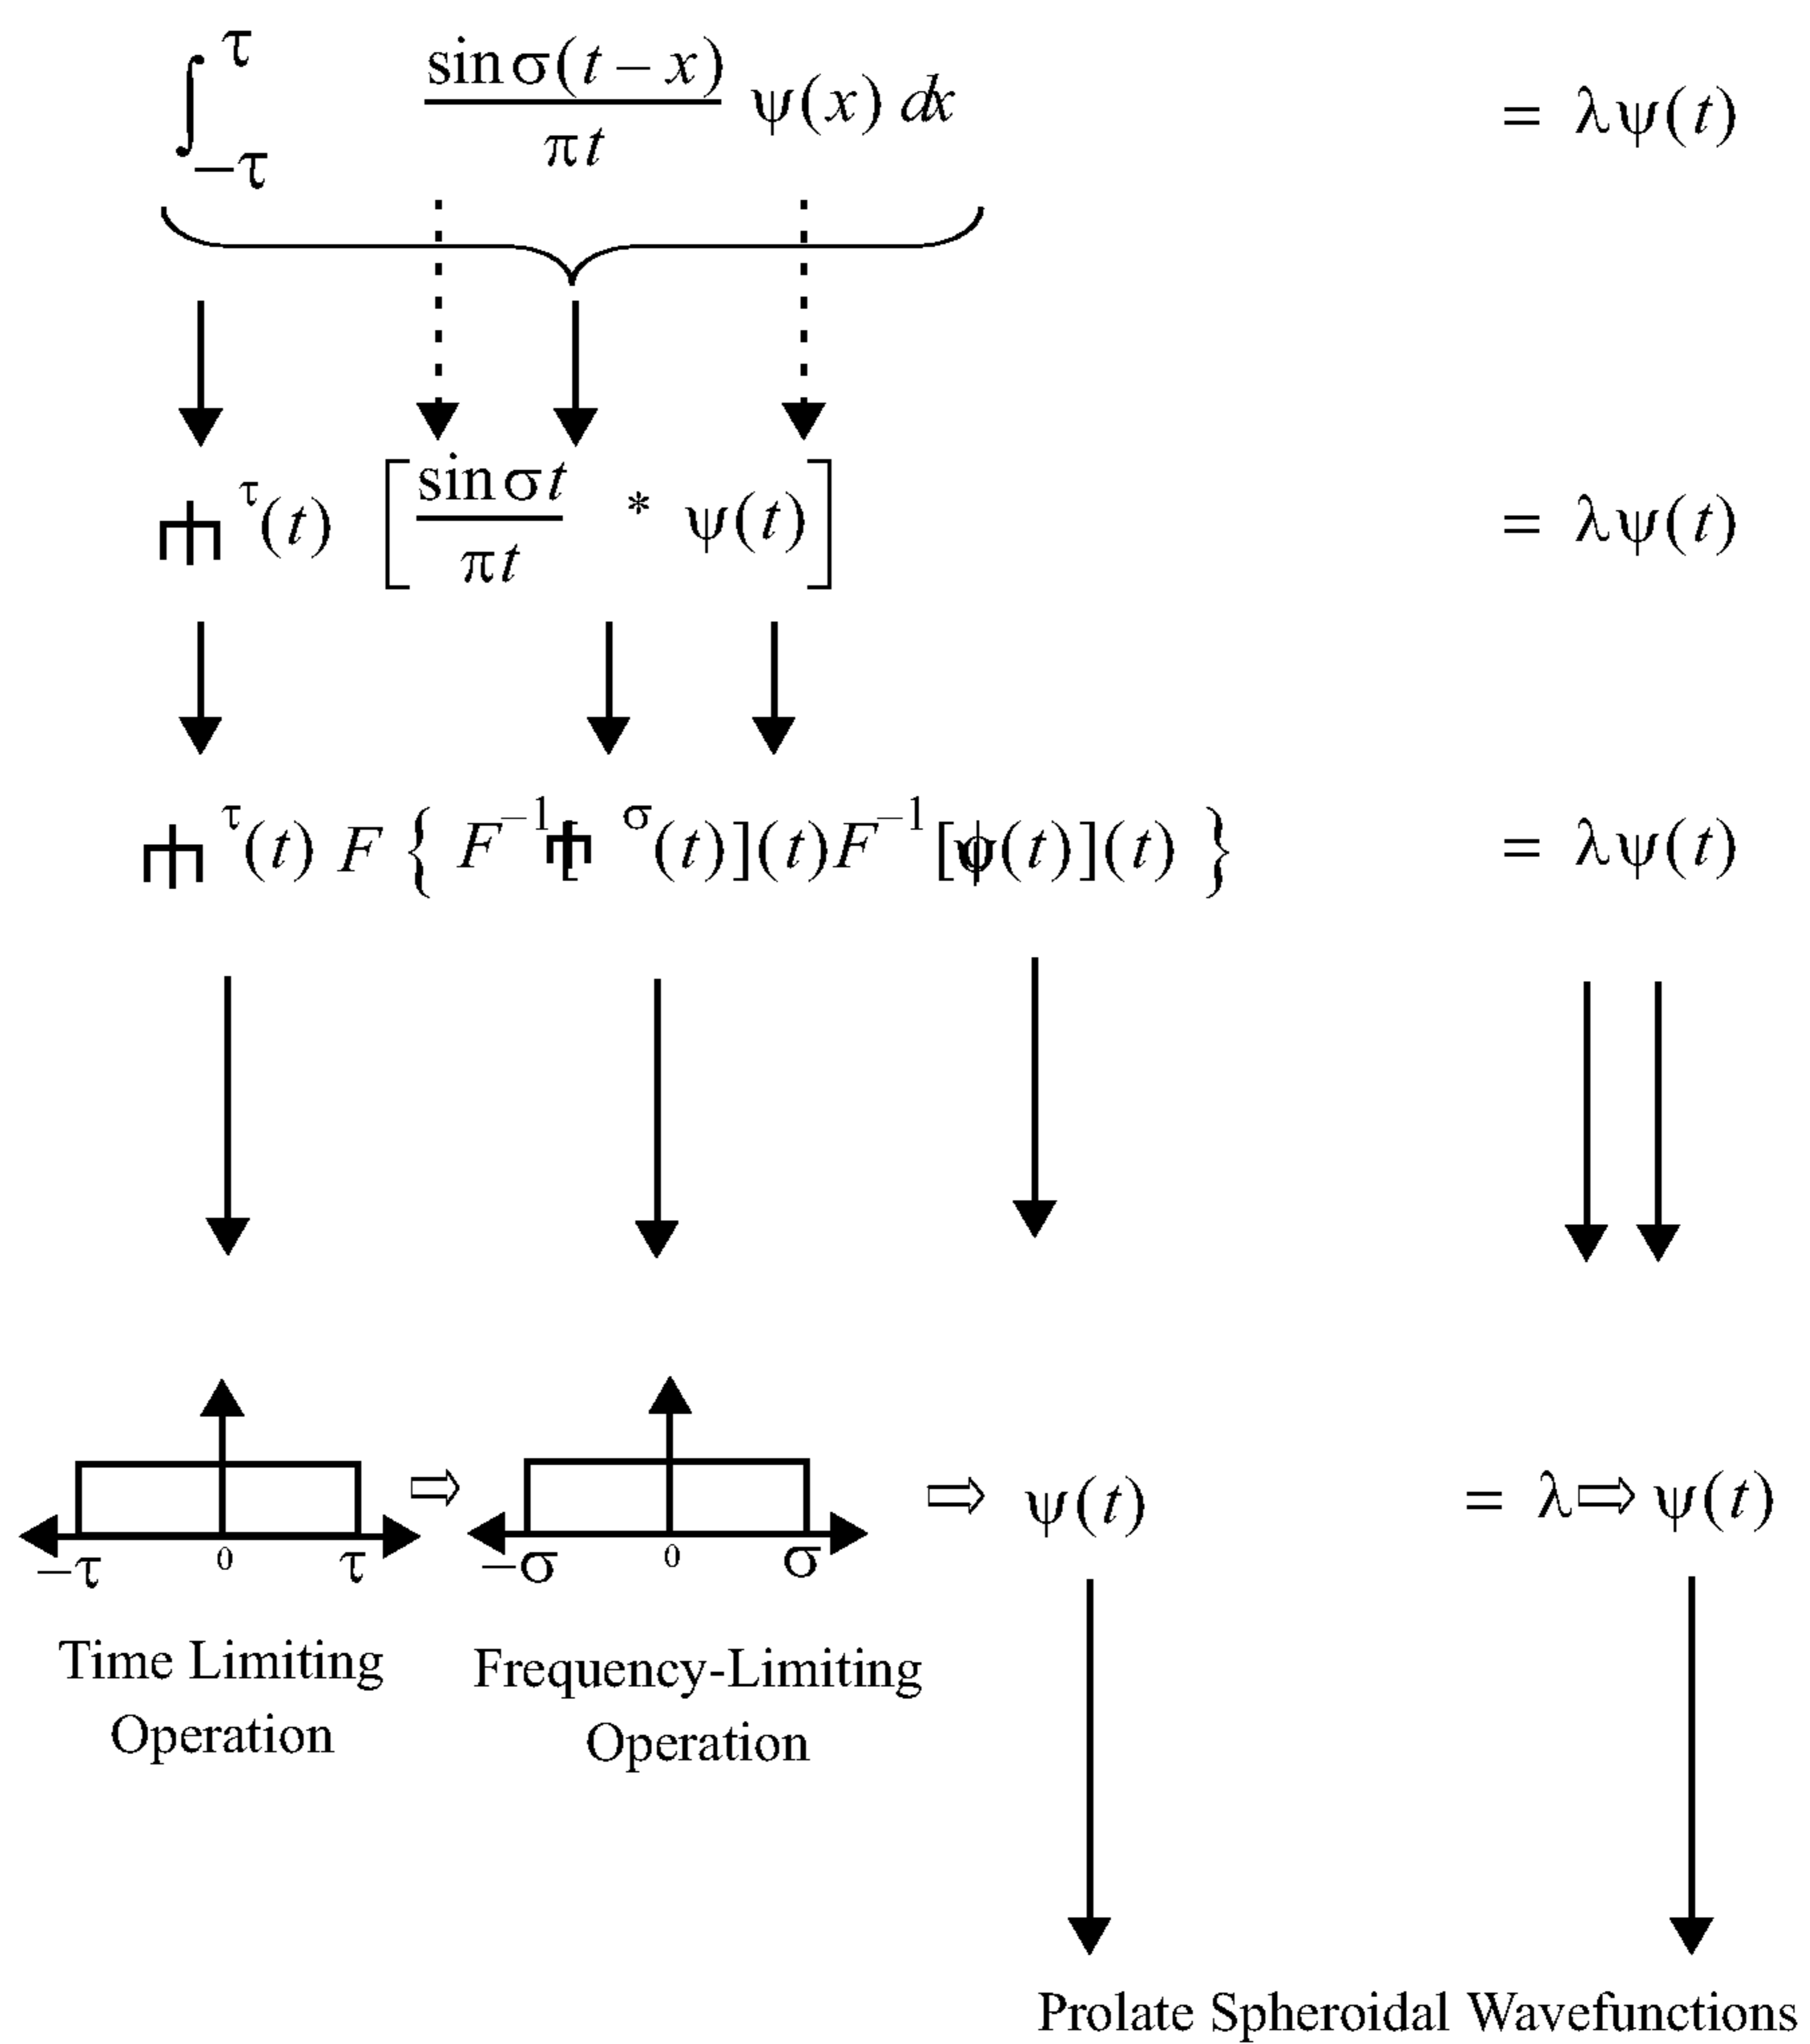 ∫_{−τ}^{τ} sin σ(t − x) / πt ψ(x) dx = λψ(t)
⫛^τ(t) [ sin σt / πt * ψ(t) ] = λψ(t)
⫛^τ(t) F { F^{−1}[⫛^σ(t)](t)F^{−1}[ψ(t)](t) } = λψ(t)
⇨ ⇨ ψ(t) = λ⇨ψ(t)
−τ 0 τ −σ 0 σ
Time Limiting
Operation
Frequency-Limiting
Operation
Prolate Spheroidal Wavefunctions